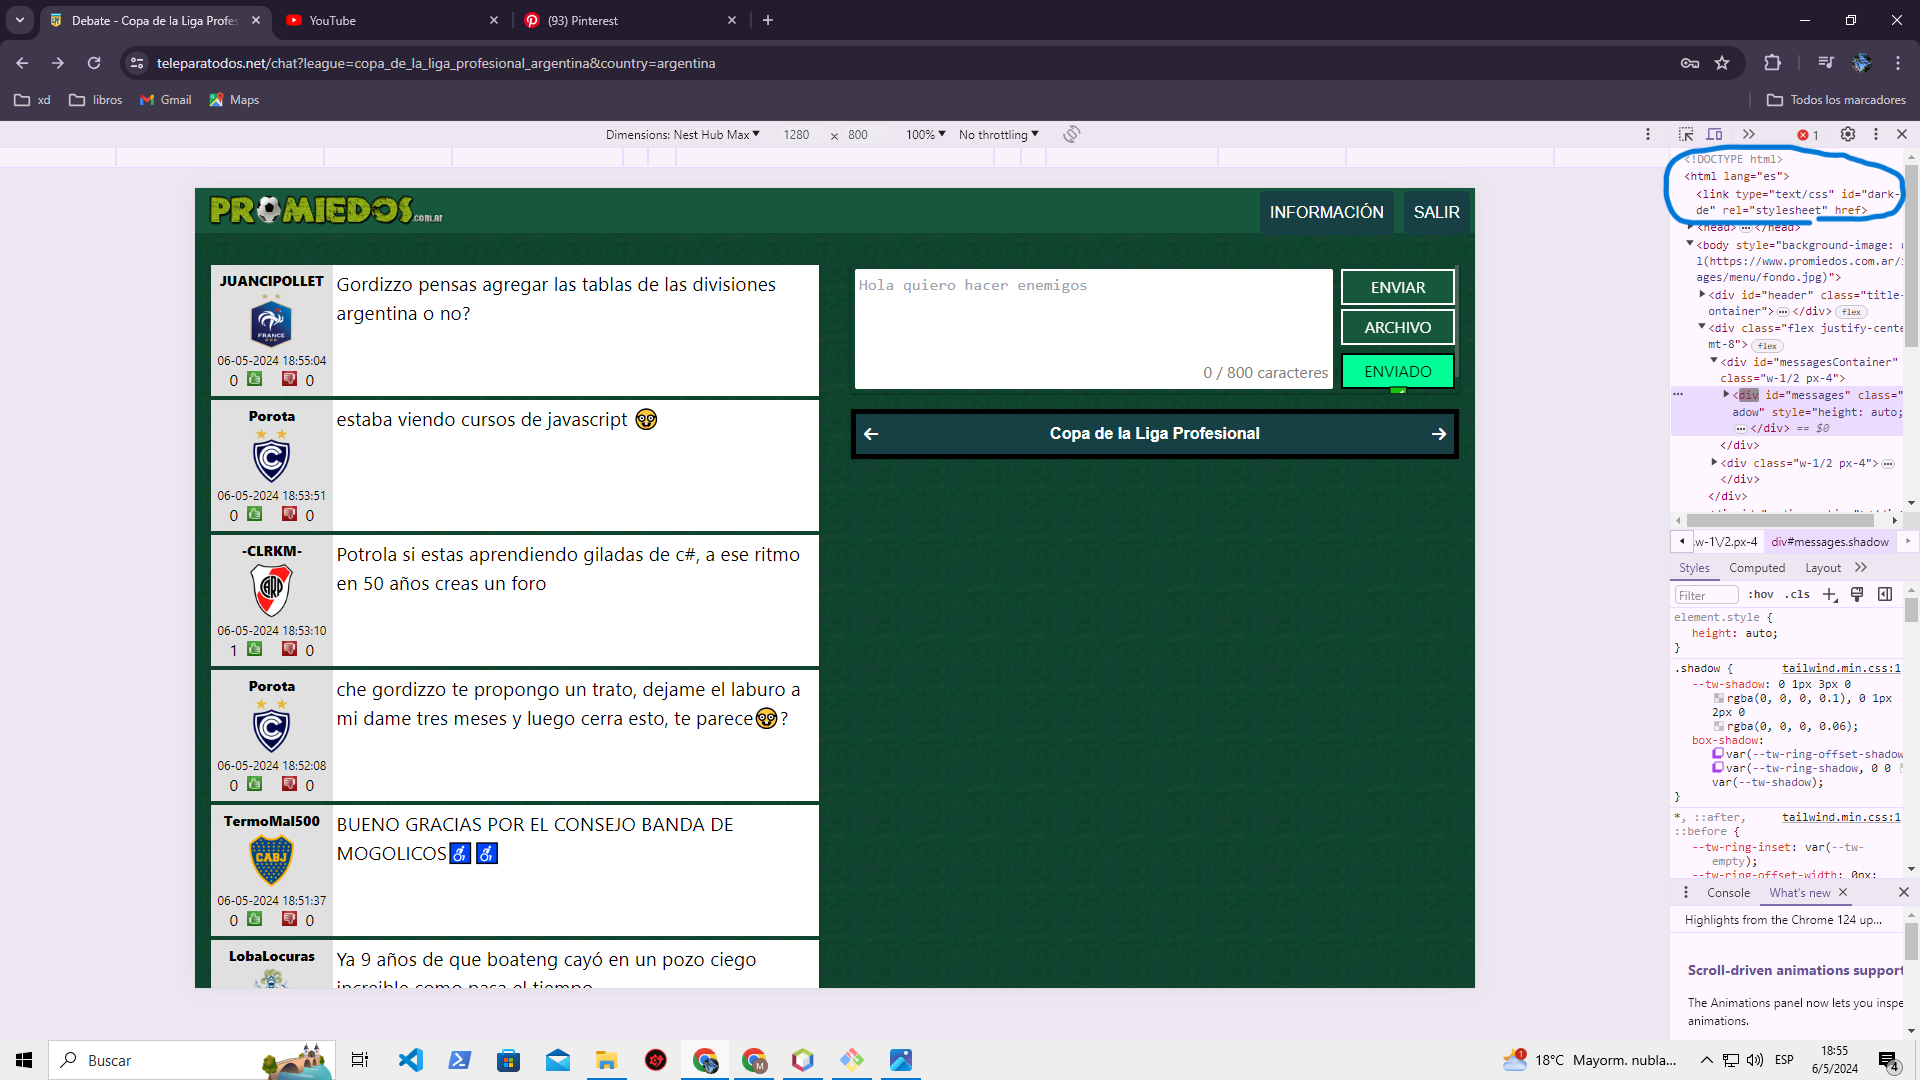 Debate - Copa de la Liga Profes
YouTube
(93) Pinterest
teleparatodos.net/chat?league=copa_de_la_liga_profesional_argentina&country=argentina
xd
libros
Gmail
Maps
Todos los marcadores
Dimensions: Nest Hub Max
1280
x
800
100%
No throttling
1
PROMIEDOS.com.ar
INFORMACIÓN
SALIR
JUANCIPOLLET
06-05-2024 18:55:04
0 0
Gordizzo pensas agregar las tablas de las divisiones
argentina o no?
Porota
06-05-2024 18:53:51
0 0
estaba viendo cursos de javascript 🤓
-CLRKM-
CARP
06-05-2024 18:53:10
1 0
Potrola si estas aprendiendo giladas de c#, a ese ritmo
en 50 años creas un foro
Porota
06-05-2024 18:52:08
0 0
che gordizzo te propongo un trato, dejame el laburo a
mi dame tres meses y luego cerra esto, te parece🤓?
TermoMal500
CABJ
06-05-2024 18:51:37
0 0
BUENO GRACIAS POR EL CONSEJO BANDA DE
MOGOLICOS♿♿
LobaLocuras
Ya 9 años de que boateng cayó en un pozo ciego
increible como pasa el tiempo
FRANCE
Hola quiero hacer enemigos
0 / 800 caracteres
ENVIAR
ARCHIVO
ENVIADO
Copa de la Liga Profesional
<!DOCTYPE html>
<html lang="es">
<link type="text/css" id="dark-
de" rel="stylesheet" href>
<head> </head>
<body style="background-image: u
l(https://www.promiedos.com.ar/i
ages/menu/fondo.jpg)">
<div id="header" class="title-
ontainer"> </div> flex
<div class="flex justify-cente
mt-8"> flex
<div id="messagesContainer"
class="w-1/2 px-4">
<div id="messages" class="
adow" style="height: auto;
</div> == $0
</div>
<div class="w-1/2 px-4">
</div>
</div>
.w-1\/2.px-4
div#messages.shadow
Styles
Computed
Layout
Filter
:hov
.cls
element.style {
height: auto;
}
.shadow {
tailwind.min.css:1
--tw-shadow: 0 1px 3px 0
rgba(0, 0, 0, 0.1), 0 1px
2px 0
rgba(0, 0, 0, 0.06);
box-shadow:
var(--tw-ring-offset-shadow
var(--tw-ring-shadow, 0 0
var(--tw-shadow);
}
*, ::after,
tailwind.min.css:1
::before {
--tw-ring-inset: var(--tw-
empty);
--tw-ring-offset-width: 0px;
Console
What's new
Highlights from the Chrome 124 up...
Scroll-driven animations support
The Animations panel now lets you inspe
animations.
Buscar
1
18°C Mayorm. nubla...
ESP
18:55
6/5/2024
4